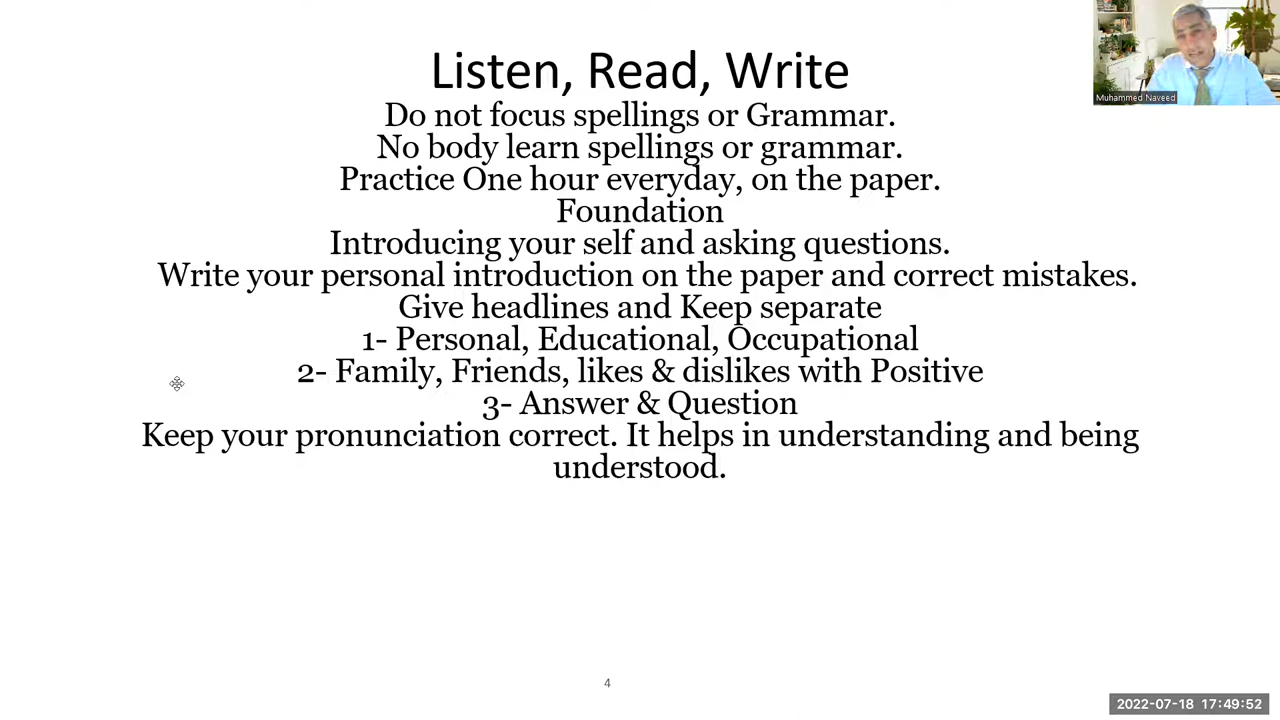 Listen, Read, Write
Do not focus spellings or Grammar.
No body learn spellings or grammar.
Practice One hour everyday, on the paper.
Foundation
Introducing your self and asking questions.
Write your personal introduction on the paper and correct mistakes.
Give headlines and Keep separate
1- Personal, Educational, Occupational
2- Family, Friends, likes & dislikes with Positive
3- Answer & Question
Keep your pronunciation correct. It helps in understanding and being
understood.
Muhammed Naveed
4
2022-07-18 17:49:52